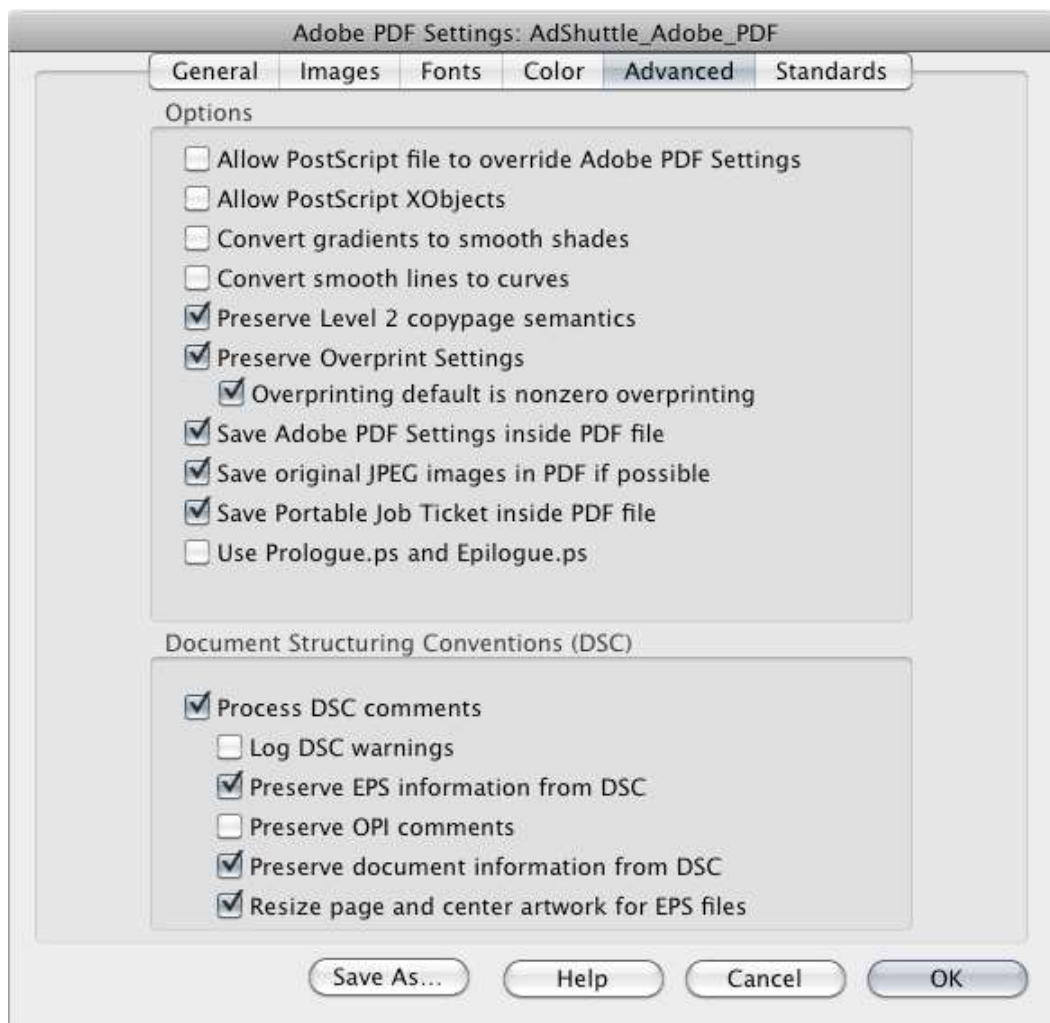 Adobe PDF Settings: AdShuttle_Adobe_PDF
General Images Fonts Color Advanced Standards
Options
Allow PostScript file to override Adobe PDF Settings
Allow PostScript XObjects
Convert gradients to smooth shades
Convert smooth lines to curves
Preserve Level 2 copypage semantics
Preserve Overprint Settings
Overprinting default is nonzero overprinting
Save Adobe PDF Settings inside PDF file
Save original JPEG images in PDF if possible
Save Portable Job Ticket inside PDF file
Use Prologue.ps and Epilogue.ps
Document Structuring Conventions (DSC)
Process DSC comments
Log DSC warnings
Preserve EPS information from DSC
Preserve OPI comments
Preserve document information from DSC
Resize page and center artwork for EPS files
Save As... Help Cancel OK